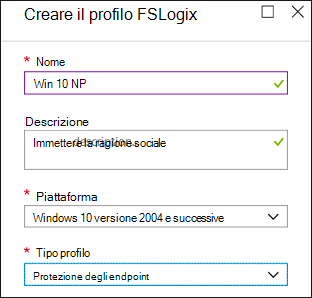 Creare il profilo FSLogix
* Nome
Win 10 NP
Descrizione
Immettere la ragione sociale
* Piattaforma
Windows 10 versione 2004 e successive
* Tipo profilo
Protezione degli endpoint